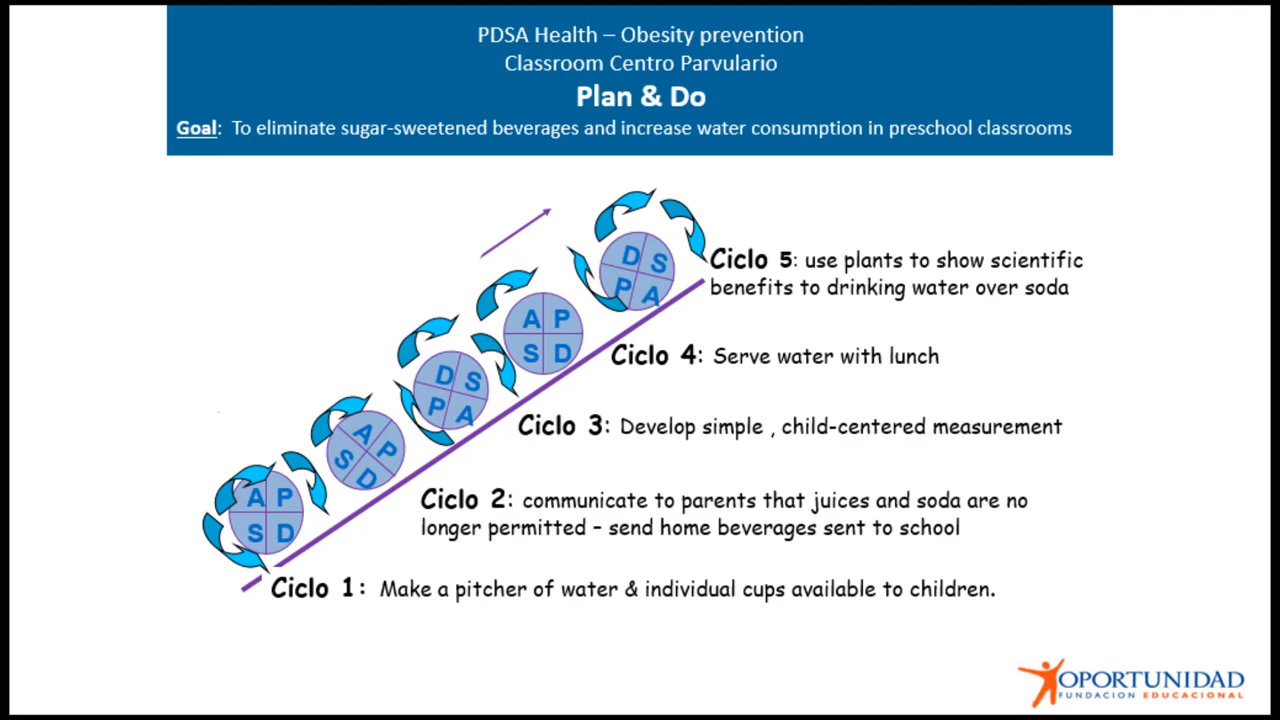 PDSA Health – Obesity prevention
Classroom Centro Parvulario
Plan & Do
Goal: To eliminate sugar-sweetened beverages and increase water consumption in preschool classrooms
D S
P A
Ciclo 5: use plants to show scientific
benefits to drinking water over soda
A P
S D
Ciclo 4: Serve water with lunch
D S
P A
Ciclo 3: Develop simple , child-centered measurement
A P
S D
Ciclo 2: communicate to parents that juices and soda are no
longer permitted – send home beverages sent to school
A P
S D
Ciclo 1: Make a pitcher of water & individual cups available to children.
OPORTUNIDAD
FUNDACION EDUCACIONAL